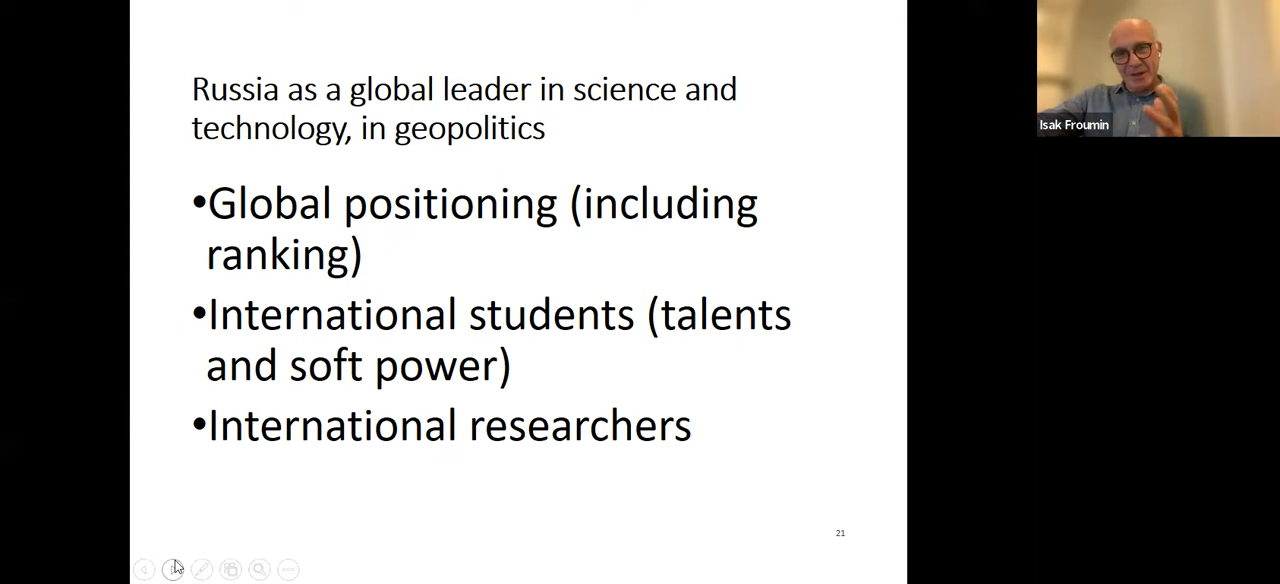 Russia as a global leader in science and
technology, in geopolitics
•Global positioning (including
ranking)
•International students (talents
and soft power)
•International researchers
21
Isak Froumin